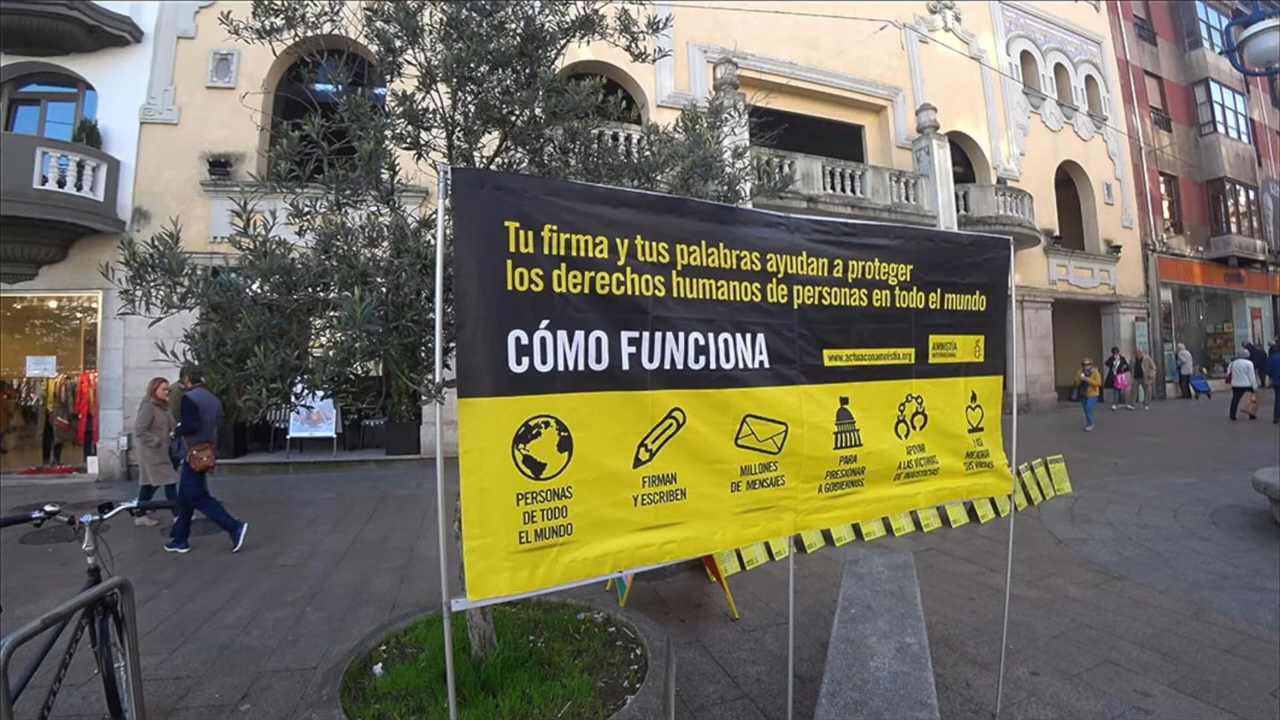 Tu firma y tus palabras ayudan a proteger
los derechos humanos de personas en todo el mundo
CÓMO FUNCIONA
www.actuaconamnistia.org
AMNISTÍA
INTERNACIONAL
PERSONAS
DE TODO
EL MUNDO
FIRMAN
Y ESCRIBEN
MILLONES
DE MENSAJES
PARA
PRESIONAR
A GOBIERNOS
APOYAR
A LAS VÍCTIMAS
DE INJUSTICIAS
Y ASÍ
MEJORAR
SUS VIDAS